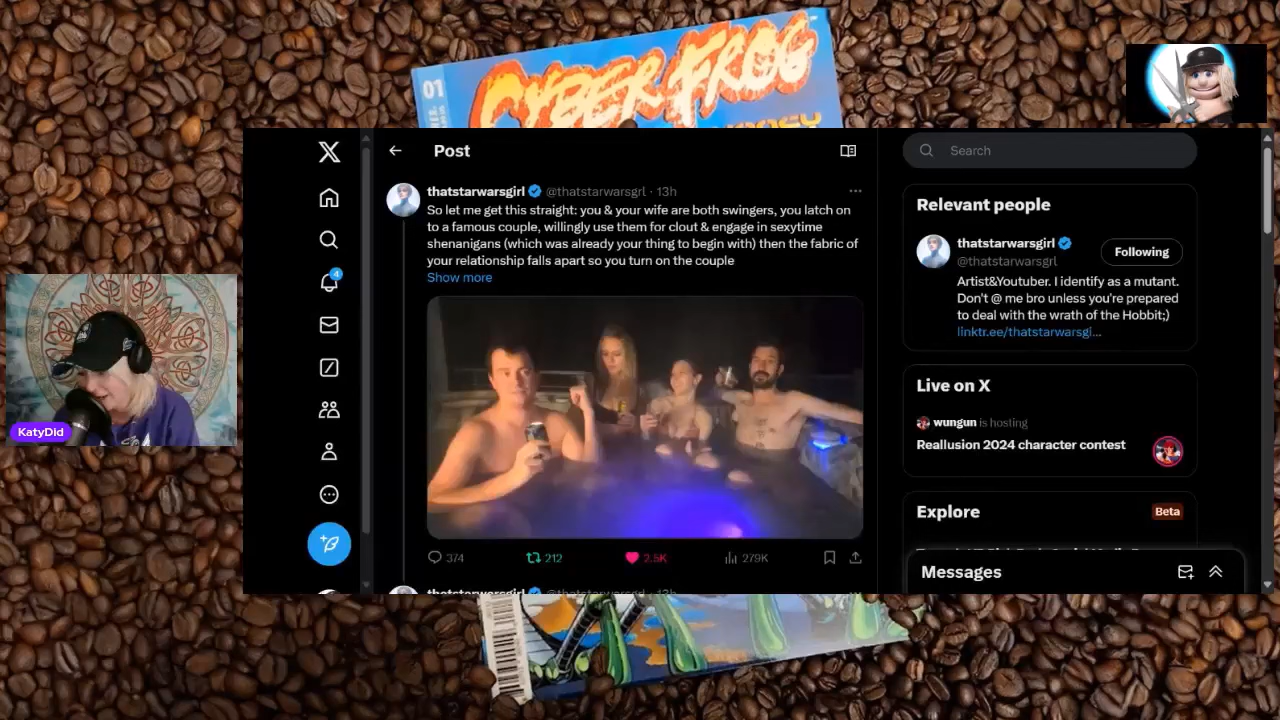 01
CYBERFROG
Post
Search
thatstarwarsgirl @thatstarwarsgrl · 13h
So let me get this straight: you & your wife are both swingers, you latch on
to a famous couple, willingly use them for clout & engage in sexytime
shenanigans (which was already your thing to begin with) then the fabric of
your relationship falls apart so you turn on the couple
Show more
374
212
2.5K
279K
thatstarwarsgirl @thatstarwarsgrl · 13h
Relevant people
thatstarwarsgirl
@thatstarwarsgrl
Following
Artist&Youtuber. I identify as a mutant.
Don't @ me bro unless you're prepared
to deal with the wrath of the Hobbit;)
linktr.ee/thatstarwarsgl...
Live on X
wungun is hosting
Reallusion 2024 character contest
Explore
Beta
Messages
4
KatyDid